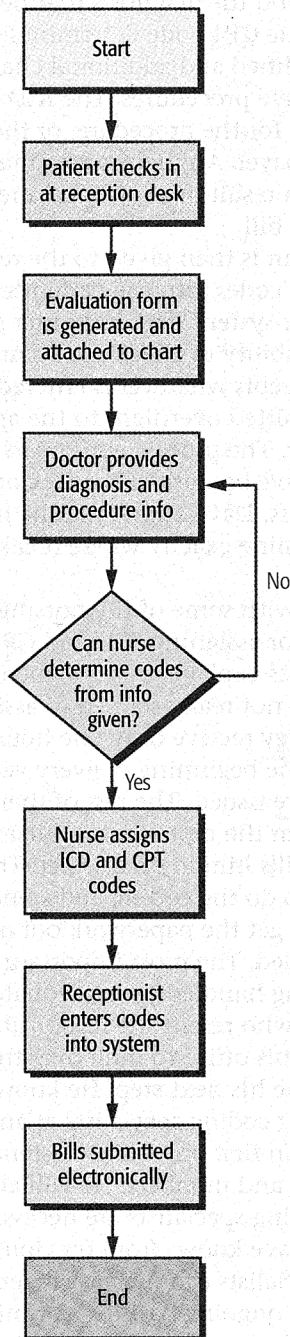 Start
Patient checks in
at reception desk
Evaluation form
is generated and
attached to chart
Doctor provides
diagnosis and
procedure info
No
Can nurse
determine codes
from info
given?
Yes
Nurse assigns
ICD and CPT
codes
Receptionist
enters codes
into system
Bills submitted
electronically
End